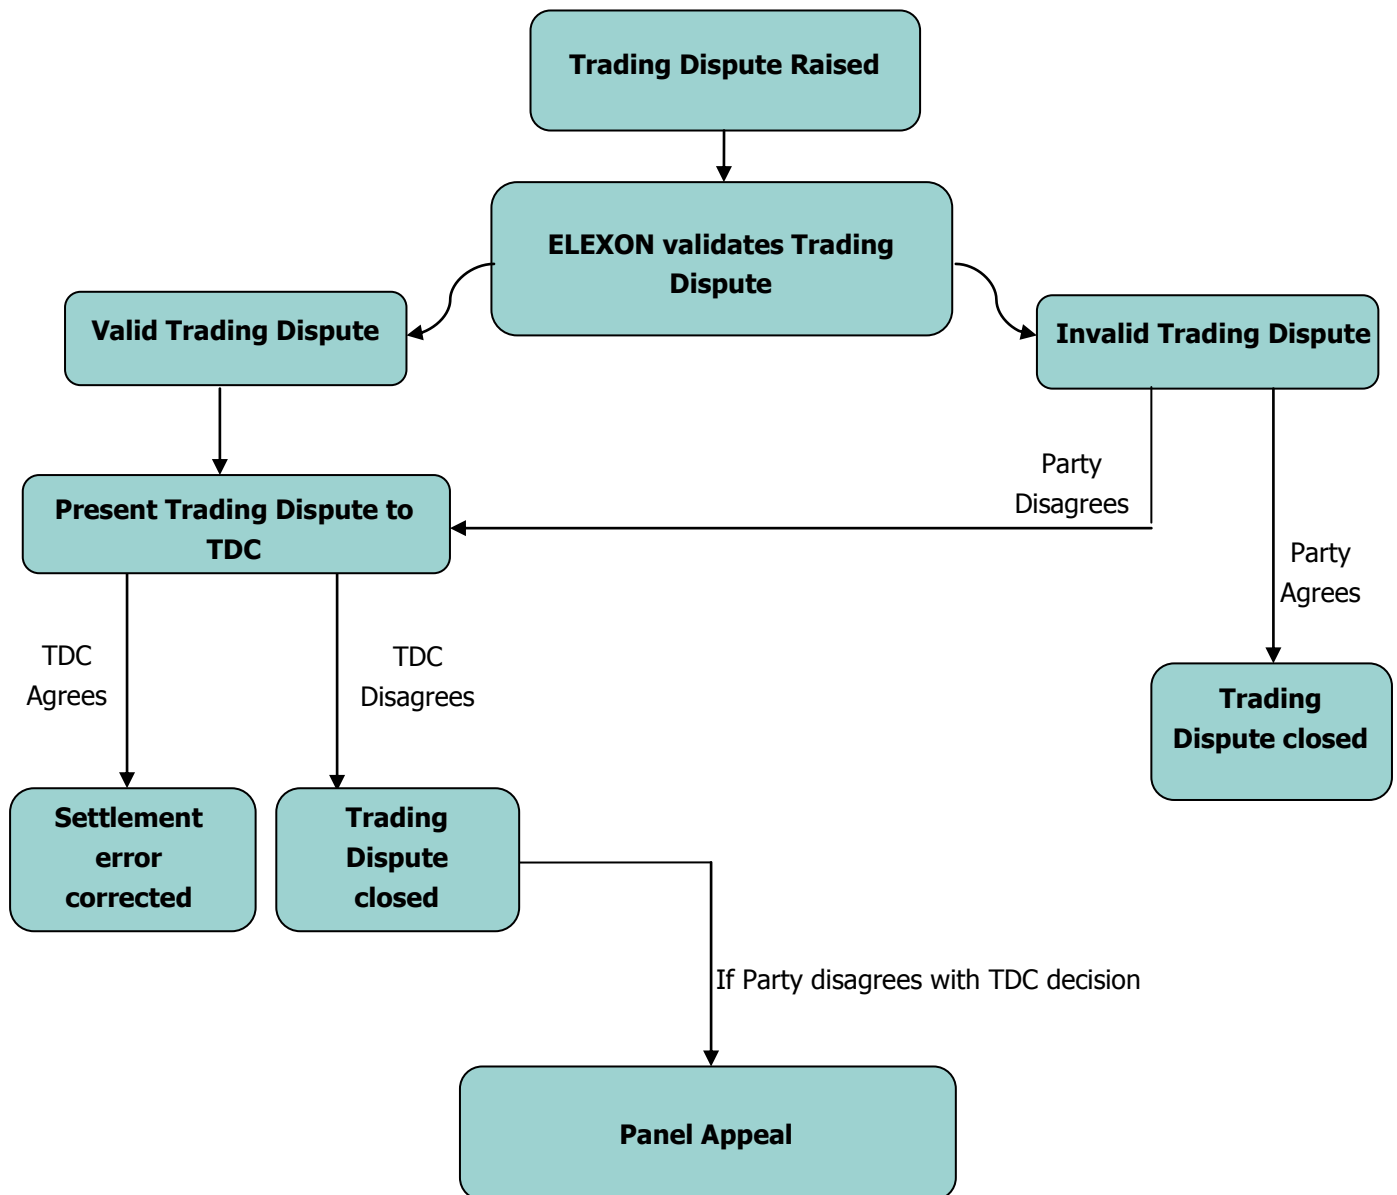 Trading Dispute Raised
ELEXON validates Trading
Dispute
Valid Trading Dispute
Invalid Trading Dispute
Party
Disagrees
Present Trading Dispute to
TDC
Party
Agrees
TDC
Agrees
TDC
Disagrees
Trading
Dispute closed
Settlement
error
corrected
Trading
Dispute
closed
If Party disagrees with TDC decision
Panel Appeal